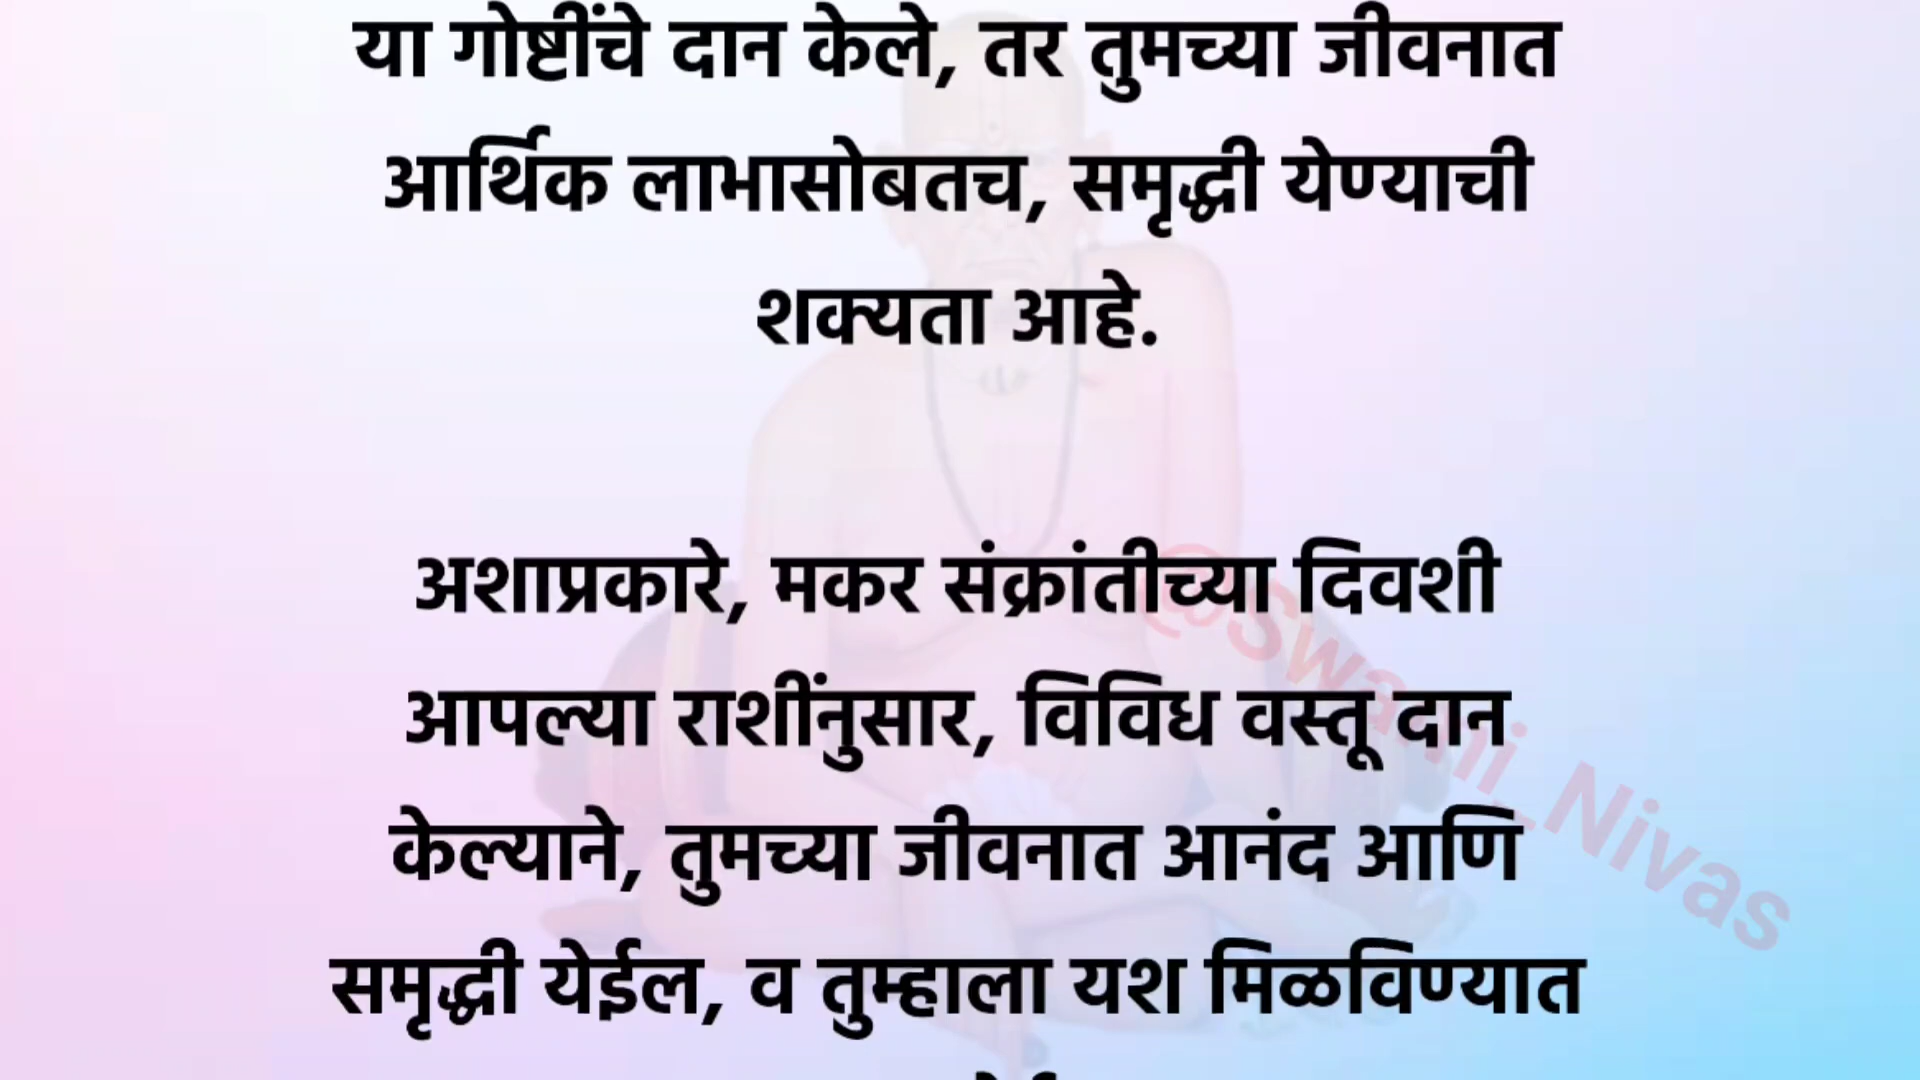 या गोष्टींचे दान केले, तर तुमच्या जीवनात
आर्थिक लाभासोबतच, समृद्धी येण्याची
शक्यता आहे.
अशाप्रकारे, मकर संक्रांतीच्या दिवशी
आपल्या राशींनुसार, विविध वस्तू दान
केल्याने, तुमच्या जीवनात आनंद आणि
समृद्धी येईल, व तुम्हाला यश मिळविण्यात
@Swami_Nivas